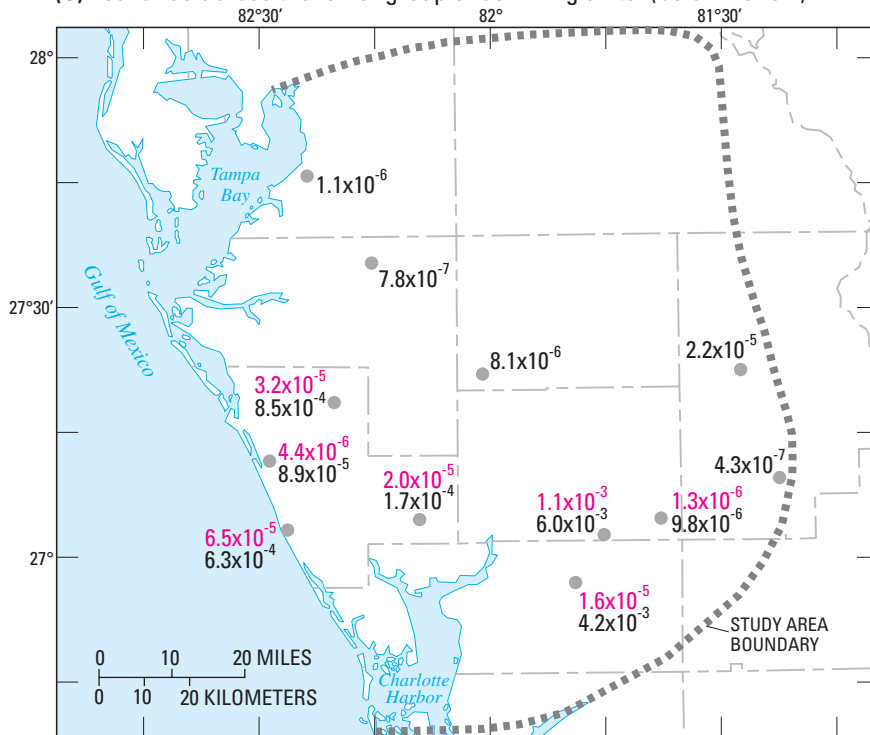 82°30'
82°
81°30'
28°
Tampa
Bay
1.1x10⁻⁶
7.8x10⁻⁷
27°30'
Gulf of Mexico
8.1x10⁻⁶
2.2x10⁻⁵
3.2x10⁻⁵
8.5x10⁻⁴
4.4x10⁻⁶
8.9x10⁻⁵
2.0x10⁻⁵
1.7x10⁻⁴
4.3x10⁻⁷
1.1x10⁻³
6.0x10⁻³
1.3x10⁻⁶
9.8x10⁻⁶
6.5x10⁻⁵
6.3x10⁻⁴
27°
1.6x10⁻⁵
4.2x10⁻³
STUDY AREA
BOUNDARY
0 10 20 MILES
0 10 20 KILOMETERS
Charlotte
Harbor